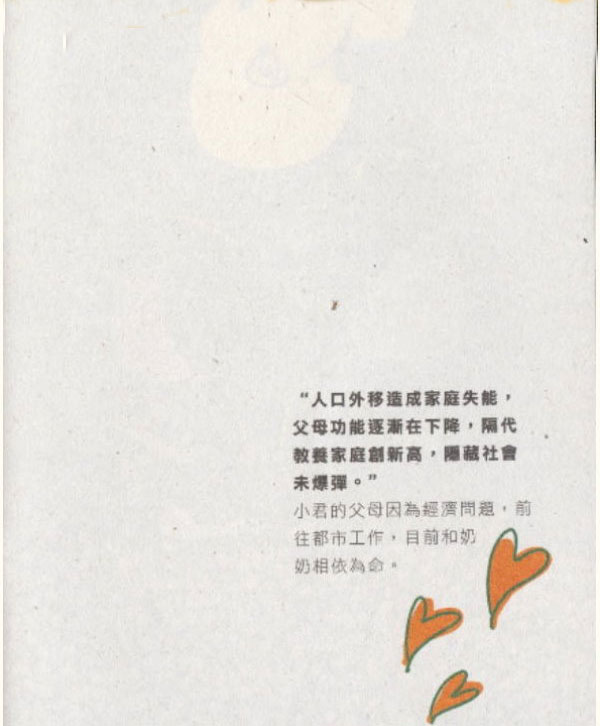 “人口外移造成家庭失能，
父母功能逐漸在下降，隔代
教養家庭創新高，隱藏社會
未爆彈。”
小君的父母因為經濟問題，前
往都市工作，目前和奶
奶相依為命。